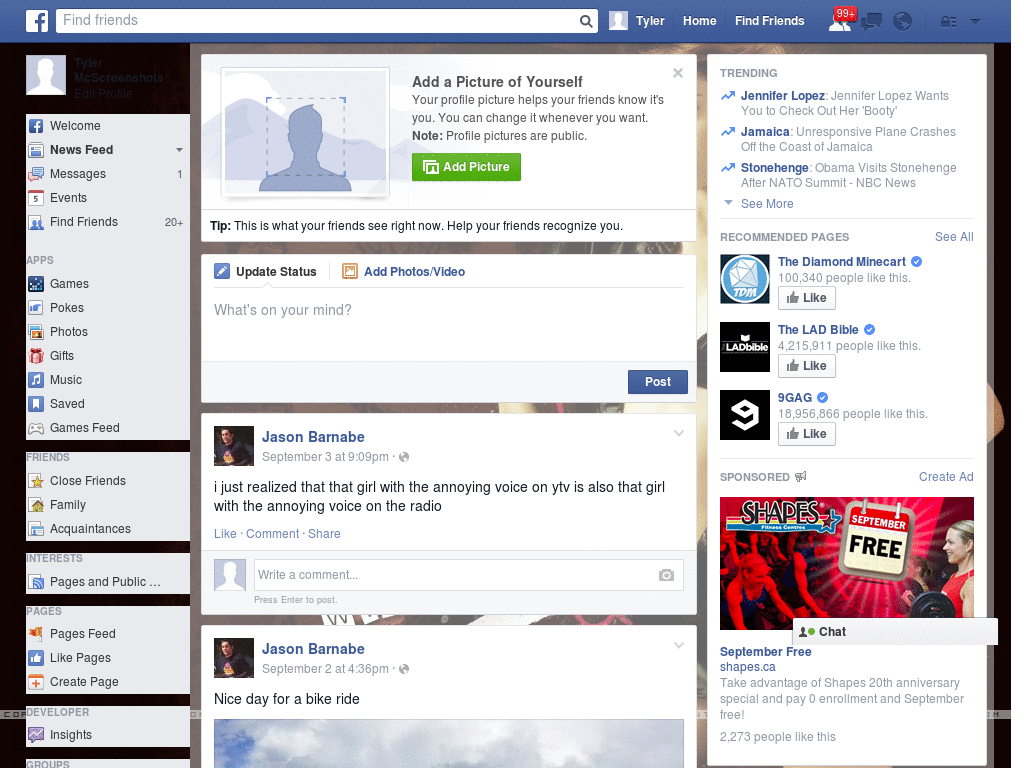 Find friends
Tyler
Home
Find Friends
99+
Tyler
McScreenshots
Edit Profile
Welcome
News Feed
Messages 1
Events
Find Friends 20+
APPS
Games
Pokes
Photos
Gifts
Music
Saved
Games Feed
FRIENDS
Close Friends
Family
Acquaintances
INTERESTS
Pages and Public ...
PAGES
Pages Feed
Like Pages
Create Page
DEVELOPER
Insights
GROUPS
Add a Picture of Yourself
Your profile picture helps your friends know it's
you. You can change it whenever you want.
Note: Profile pictures are public.
Add Picture
Tip: This is what your friends see right now. Help your friends recognize you.
Update Status
Add Photos/Video
What's on your mind?
Post
Jason Barnabe
September 3 at 9:09pm ·
i just realized that that girl with the annoying voice on ytv is also that girl
with the annoying voice on the radio
Like · Comment · Share
Write a comment...
Press Enter to post.
Jason Barnabe
September 2 at 4:36pm ·
Nice day for a bike ride
TRENDING
Jennifer Lopez: Jennifer Lopez Wants
You to Check Out Her 'Booty'
Jamaica: Unresponsive Plane Crashes
Off the Coast of Jamaica
Stonehenge: Obama Visits Stonehenge
After NATO Summit - NBC News
See More
RECOMMENDED PAGES See All
The Diamond Minecart
100,340 people like this.
Like
TDM
The LAD Bible
4,215,911 people like this.
Like
THE LADbible
9GAG
18,956,866 people like this.
Like
9
SPONSORED Create Ad
SHAPES
Fitness Centres
SEPTEMBER
FREE
Chat
September Free
shapes.ca
Take advantage of Shapes 20th anniversary
special and pay 0 enrollment and September
free!
2,273 people like this